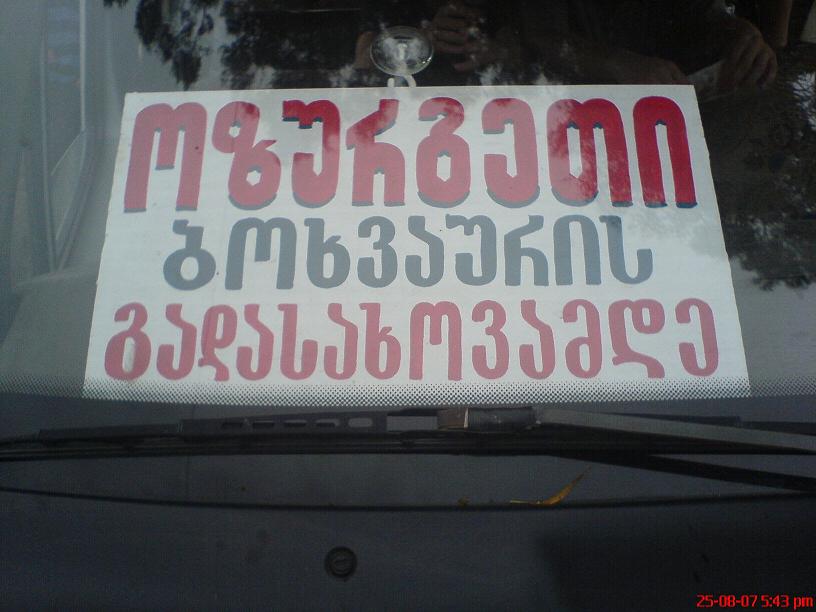 ოზურგეთი
ბოხვაურის
გადასახოვამდე
25-08-07 5:43 pm